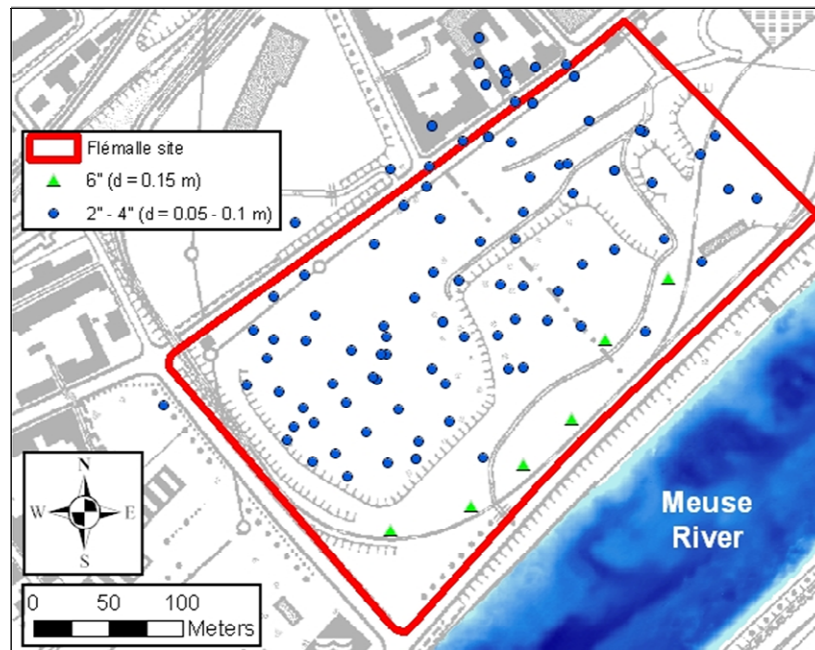 Flémalle site
6" (d = 0.15 m)
2" - 4" (d = 0.05 - 0.1 m)
N
W E
S
0 50 100
Meters
Meuse
River